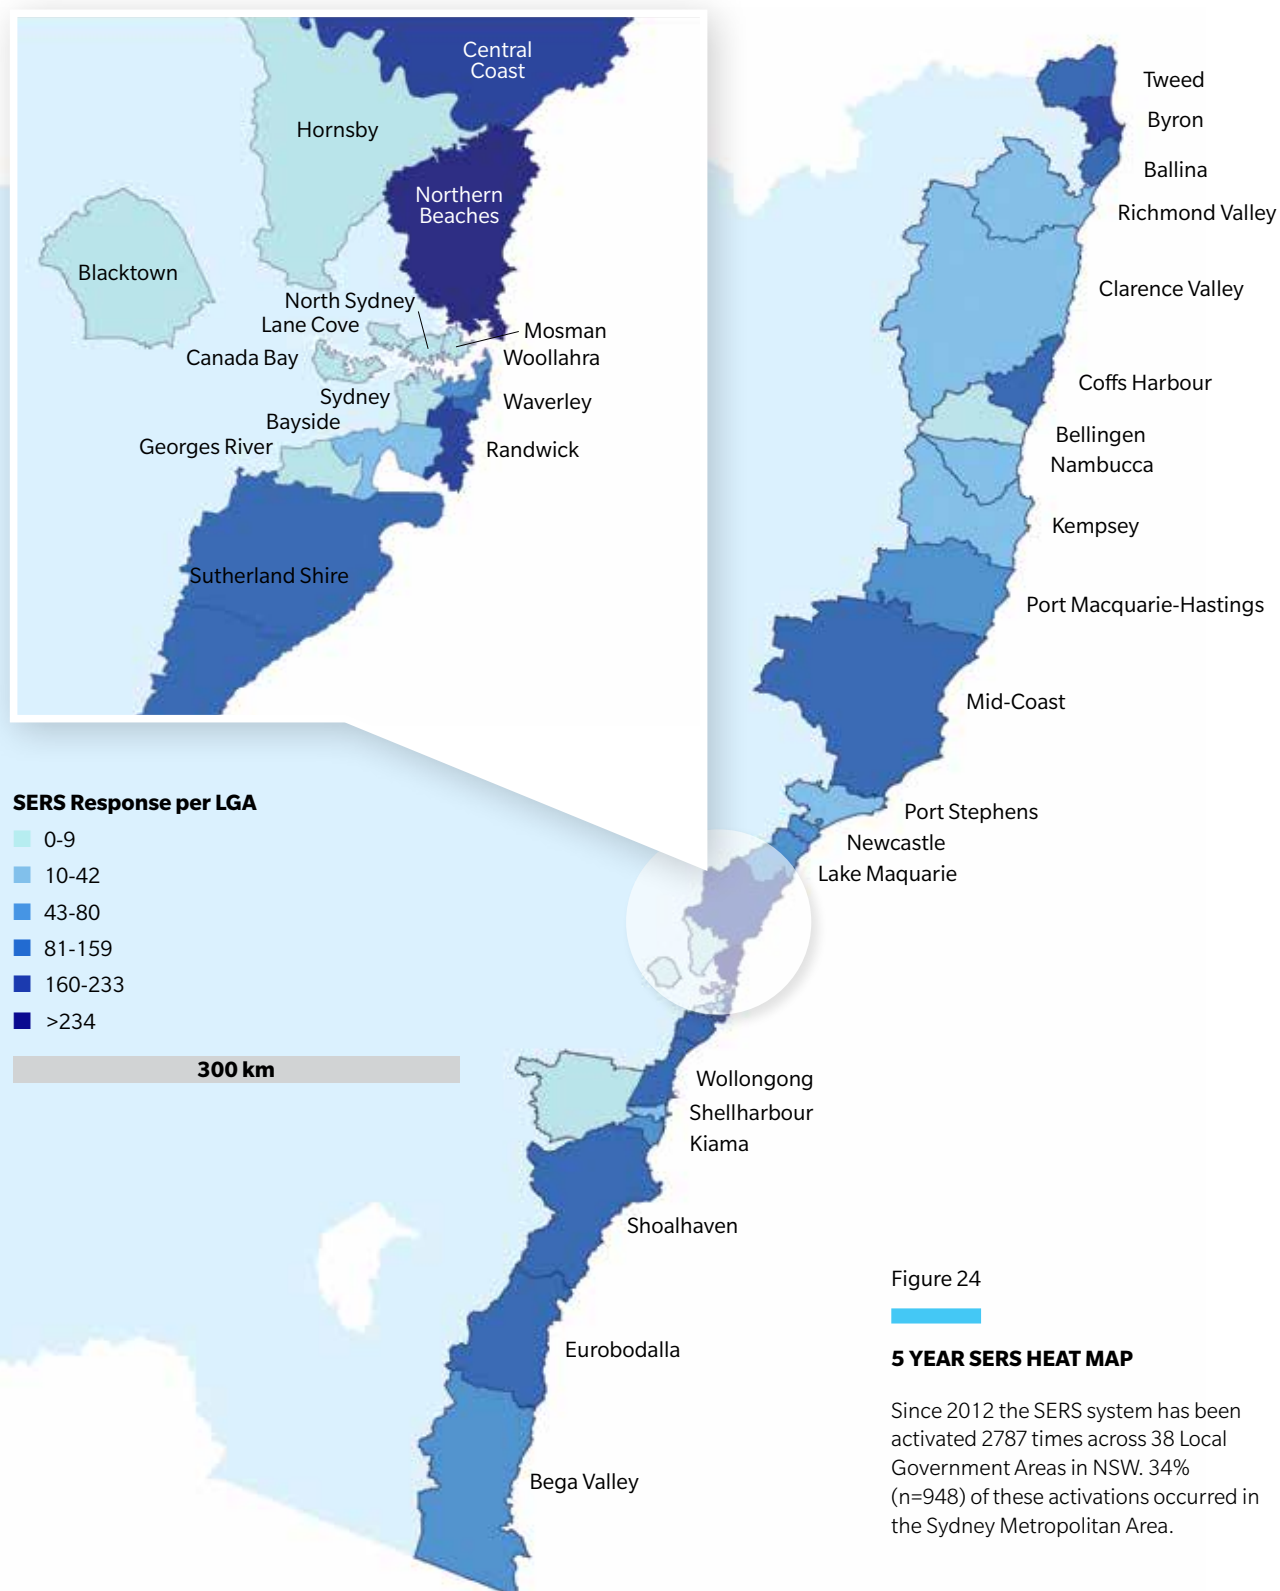 Central
Coast
Hornsby
Northern
Beaches
Blacktown
North Sydney
Lane Cove
Mosman
Canada Bay
Woollahra
Sydney
Waverley
Bayside
Georges River
Randwick
Sutherland Shire
Tweed
Byron
Ballina
Richmond Valley
Clarence Valley
Coffs Harbour
Bellingen
Nambucca
Kempsey
Port Macquarie-Hastings
Mid-Coast
Port Stephens
Newcastle
Lake Maquarie
SERS Response per LGA
0-9
10-42
43-80
81-159
160-233
>234
300 km
Wollongong
Shellharbour
Kiama
Shoalhaven
Eurobodalla
Bega Valley
Figure 24
5 YEAR SERS HEAT MAP
Since 2012 the SERS system has been
activated 2787 times across 38 Local
Government Areas in NSW. 34%
(n=948) of these activations occurred in
the Sydney Metropolitan Area.